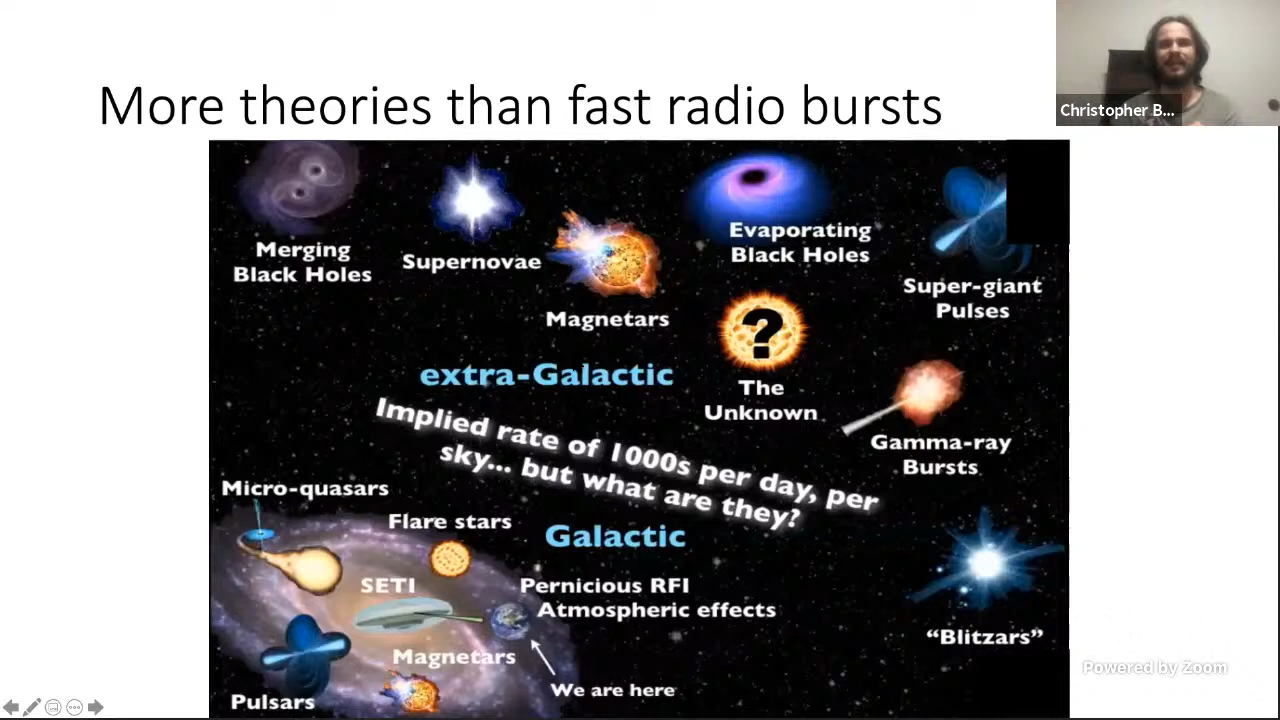 More theories than fast radio bursts
Christopher B...
Merging
Black Holes
Supernovae
Magnetars
Evaporating
Black Holes
Super-giant
Pulses
?
The
Unknown
extra-Galactic
Gamma-ray
Bursts
Implied rate of 1000s per day, per
sky... but what are they?
Micro-quasars
Flare stars
Galactic
SETI
Pernicious RFI
Atmospheric effects
Magnetars
We are here
Pulsars
“Blitzars”
Powered by Zoom